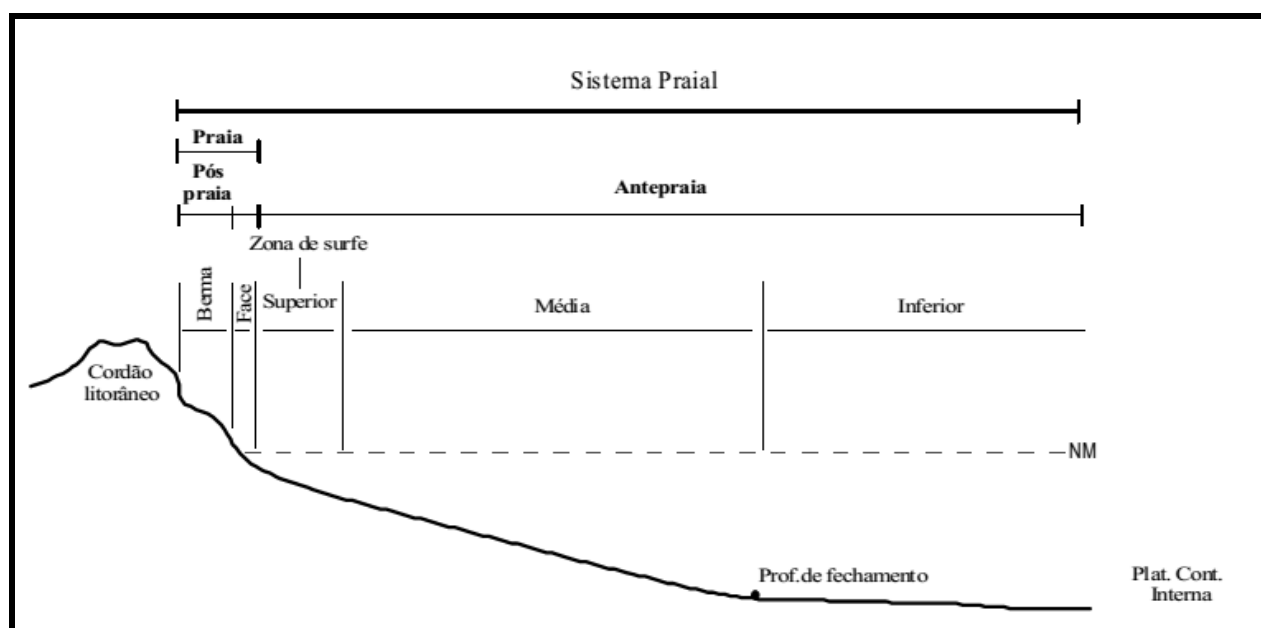 Sistema Praial
Praia
Pós
praia
Antepraia
Zona de surfe
Berma
Face
Superior
Média
Inferior
Cordão
litorâneo
NM
Prof.de fechamento
Plat. Cont.
Interna